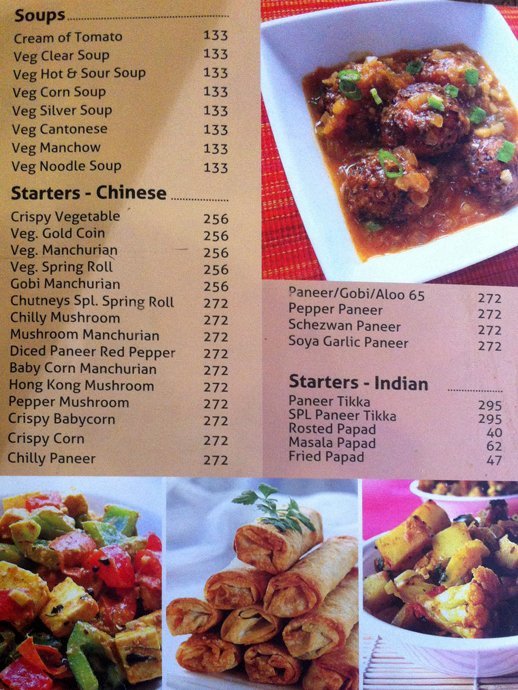 Soups
Cream of Tomato 133
Veg Clear Soup 133
Veg Hot & Sour Soup 133
Veg Corn Soup 133
Veg Silver Soup 133
Veg Cantonese 133
Veg Manchow 133
Veg Noodle Soup 133
Starters - Chinese
Crispy Vegetable 256
Veg. Gold Coin 256
Veg. Manchurian 256
Veg. Spring Roll 256
Gobi Manchurian 256
Chutneys Spl. Spring Roll 272
Chilly Mushroom 272
Mushroom Manchurian 272
Diced Paneer Red Pepper 272
Baby Corn Manchurian 272
Hong Kong Mushroom 272
Pepper Mushroom 272
Crispy Babycorn 272
Crispy Corn 272
Chilly Paneer 272
Paneer/Gobi/Aloo 65 272
Pepper Paneer 272
Schezwan Paneer 272
Soya Garlic Paneer 272
Starters - Indian
Paneer Tikka 295
SPL Paneer Tikka 295
Rosted Papad 40
Masala Papad 62
Fried Papad 47